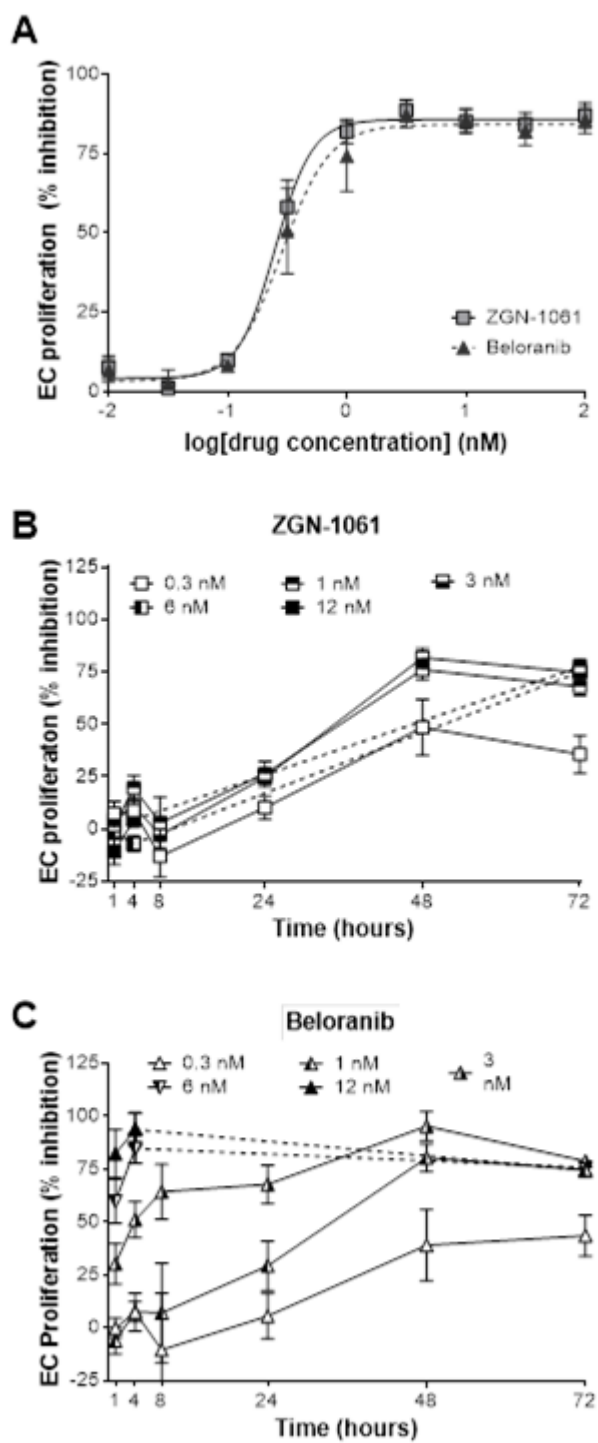 A
EC proliferation (% inhibition)
100
75
50
25
0
ZGN-1061
Beloranib
-2
-1
0
1
2
log[drug concentration] (nM)
B
ZGN-1061
EC proliferaton (% inhibition)
125
100
75
50
25
0
-25
0.3 nM
1 nM
3 nM
6 nM
12 nM
1 4 8 24 48 72
Time (hours)
C
Beloranib
EC Proliferation (% inhibition)
125
100
75
50
25
0
-25
0.3 nM
1 nM
3
nM
6 nM
12 nM
1 4 8 24 48 72
Time (hours)